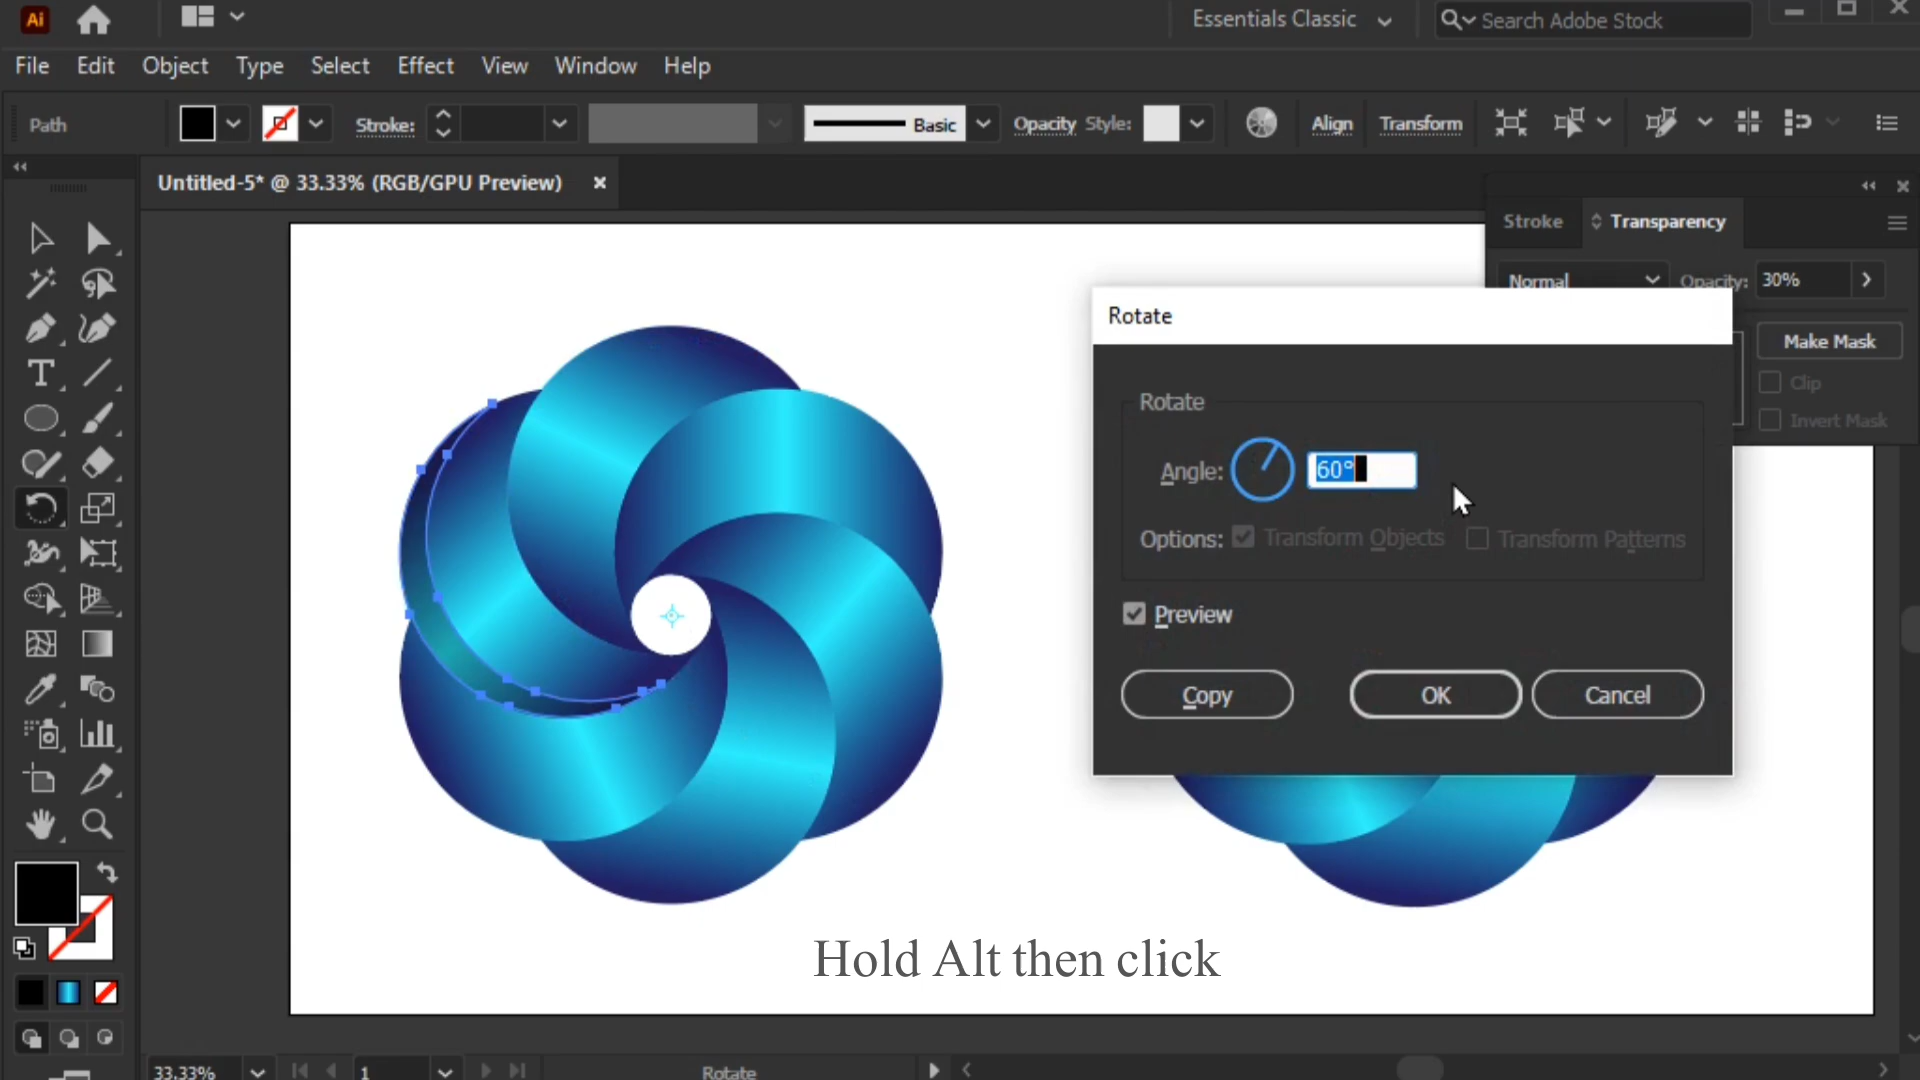 Ai
Essentials Classic
Search Adobe Stock
File Edit Object Type Select Effect View Window Help
Path
Stroke:
Basic
Opacity Style:
Align
Transform
Untitled-5* @ 33.33% (RGB/GPU Preview)
Stroke Transparency
Normal Opacity: 30%
Make Mask
Clip
Invert Mask
Rotate
Rotate
Angle: 60°
Options: Transform Objects Transform Patterns
Preview
Copy OK Cancel
Hold Alt then click
33.33% 1 Rotate